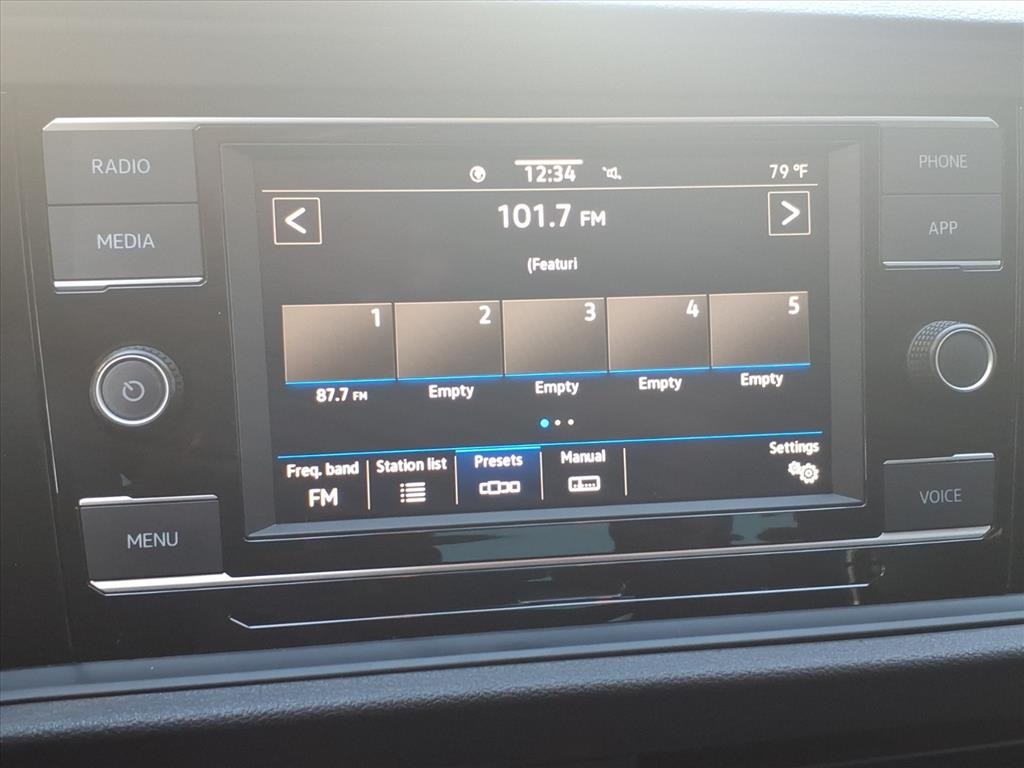 RADIO
MEDIA
MENU
12:34
79 °F
101.7 FM
(Featuri
1
2
3
4
5
87.7 FM
Empty
Empty
Empty
Empty
Freq. band
FM
Station list
Presets
Manual
Settings
PHONE
APP
VOICE